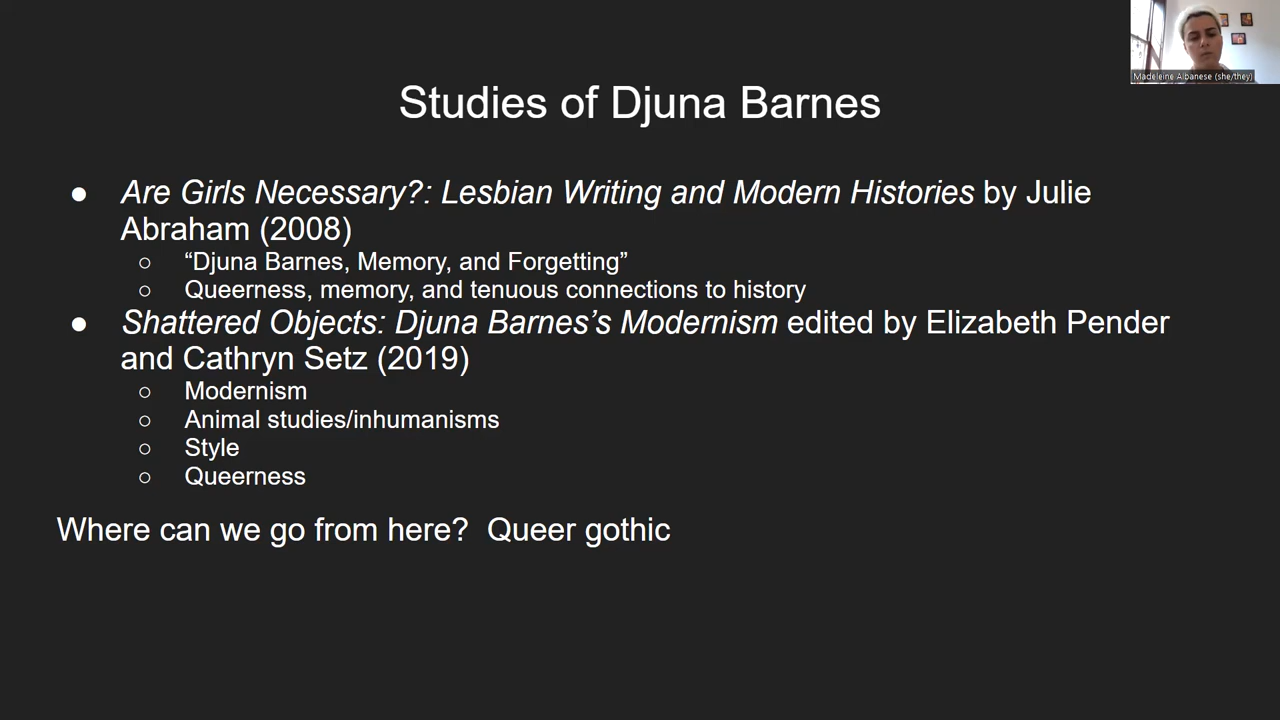 Madeleine Albanese (she/they)
Studies of Djuna Barnes
● Are Girls Necessary?: Lesbian Writing and Modern Histories by Julie
Abraham (2008)
○ “Djuna Barnes, Memory, and Forgetting”
○ Queerness, memory, and tenuous connections to history
● Shattered Objects: Djuna Barnes’s Modernism edited by Elizabeth Pender
and Cathryn Setz (2019)
○ Modernism
○ Animal studies/inhumanisms
○ Style
○ Queerness
Where can we go from here?  Queer gothic